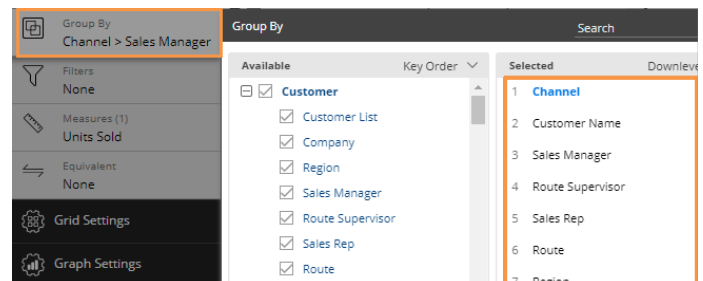 Group By
Channel > Sales Manager
Filters
None
Measures (1)
Units Sold
Equivalent
None
Grid Settings
Graph Settings
Group By
Search
Available
Key Order
Customer
Customer List
Company
Region
Sales Manager
Route Supervisor
Sales Rep
Route
Selected
Downleve
1 Channel
2 Customer Name
3 Sales Manager
4 Route Supervisor
5 Sales Rep
6 Route
7 Region